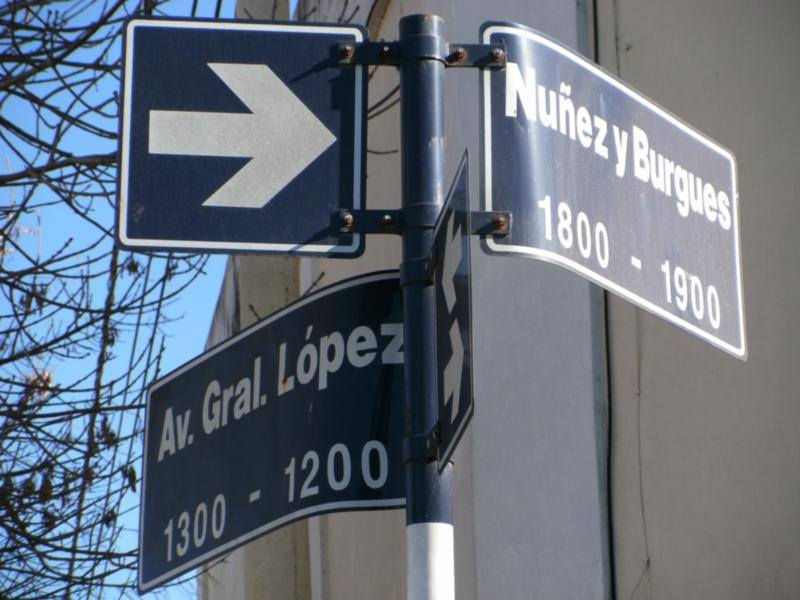 Nuñez y Burgues
1800 - 1900
Av. Gral. López
1300 - 1200